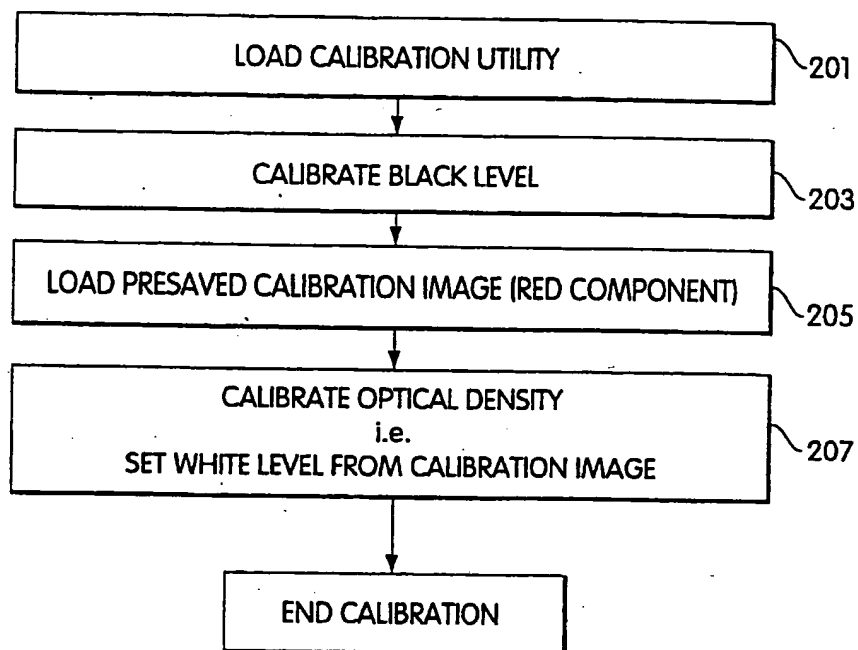 LOAD CALIBRATION UTILITY
201
CALIBRATE BLACK LEVEL
203
LOAD PRESAVED CALIBRATION IMAGE (RED COMPONENT)
205
CALIBRATE OPTICAL DENSITY
i.e.
SET WHITE LEVEL FROM CALIBRATION IMAGE
207
END CALIBRATION